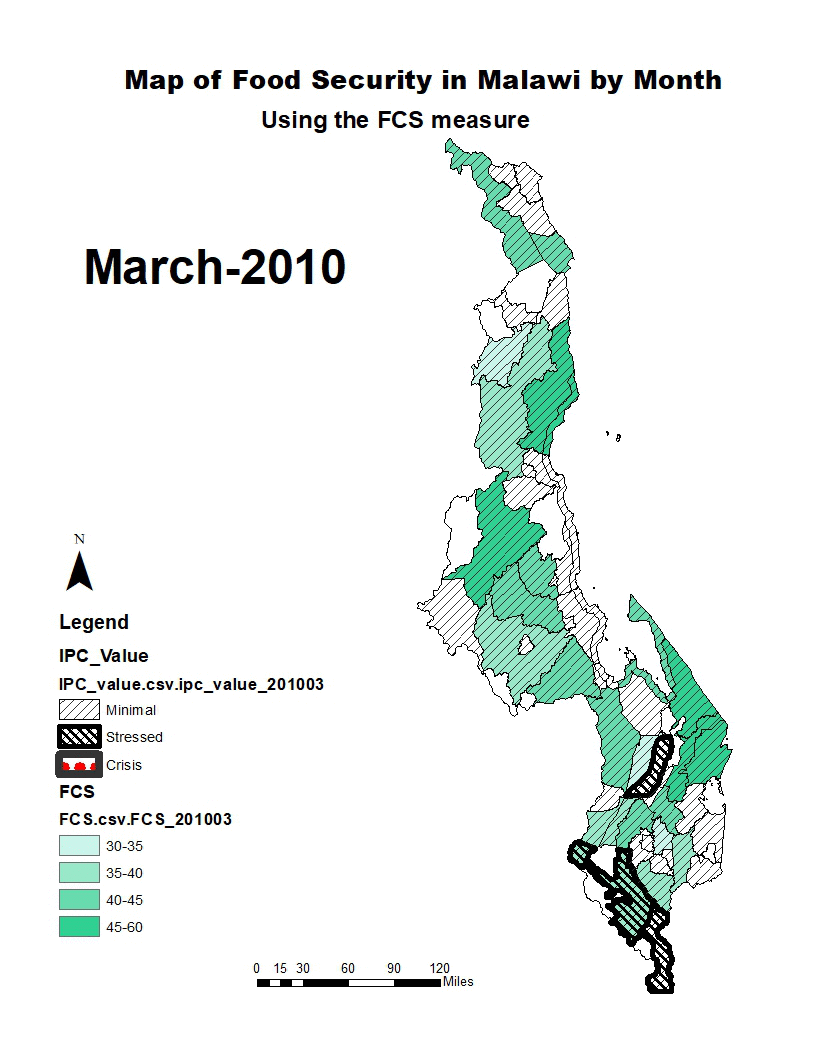 Map of Food Security in Malawi by Month
Using the FCS measure
March-2010
N
Legend
IPC_Value
IPC_value.csv.ipc_value_201003
Minimal
Stressed
Crisis
FCS
FCS.csv.FCS_201003
30-35
35-40
40-45
45-60
0 15 30 60 90 120
Miles